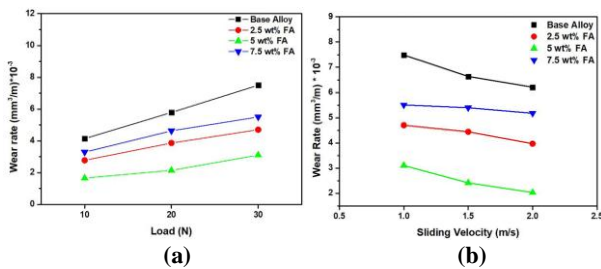 (a)
Base Alloy
2.5 wt% FA
5 wt% FA
7.5 wt% FA
Wear rate (mm³/m)*10⁻³
12
10
8
6
4
2
0
10
20
30
Load (N)
(a)
(b)
Base Alloy
2.5 wt% FA
5 wt% FA
7.5 wt% FA
Wear Rate (mm³/m) * 10⁻³
9
8
7
6
5
4
3
2
0.5
1.0
1.5
2.0
2.5
Sliding Velocity (m/s)
(b)